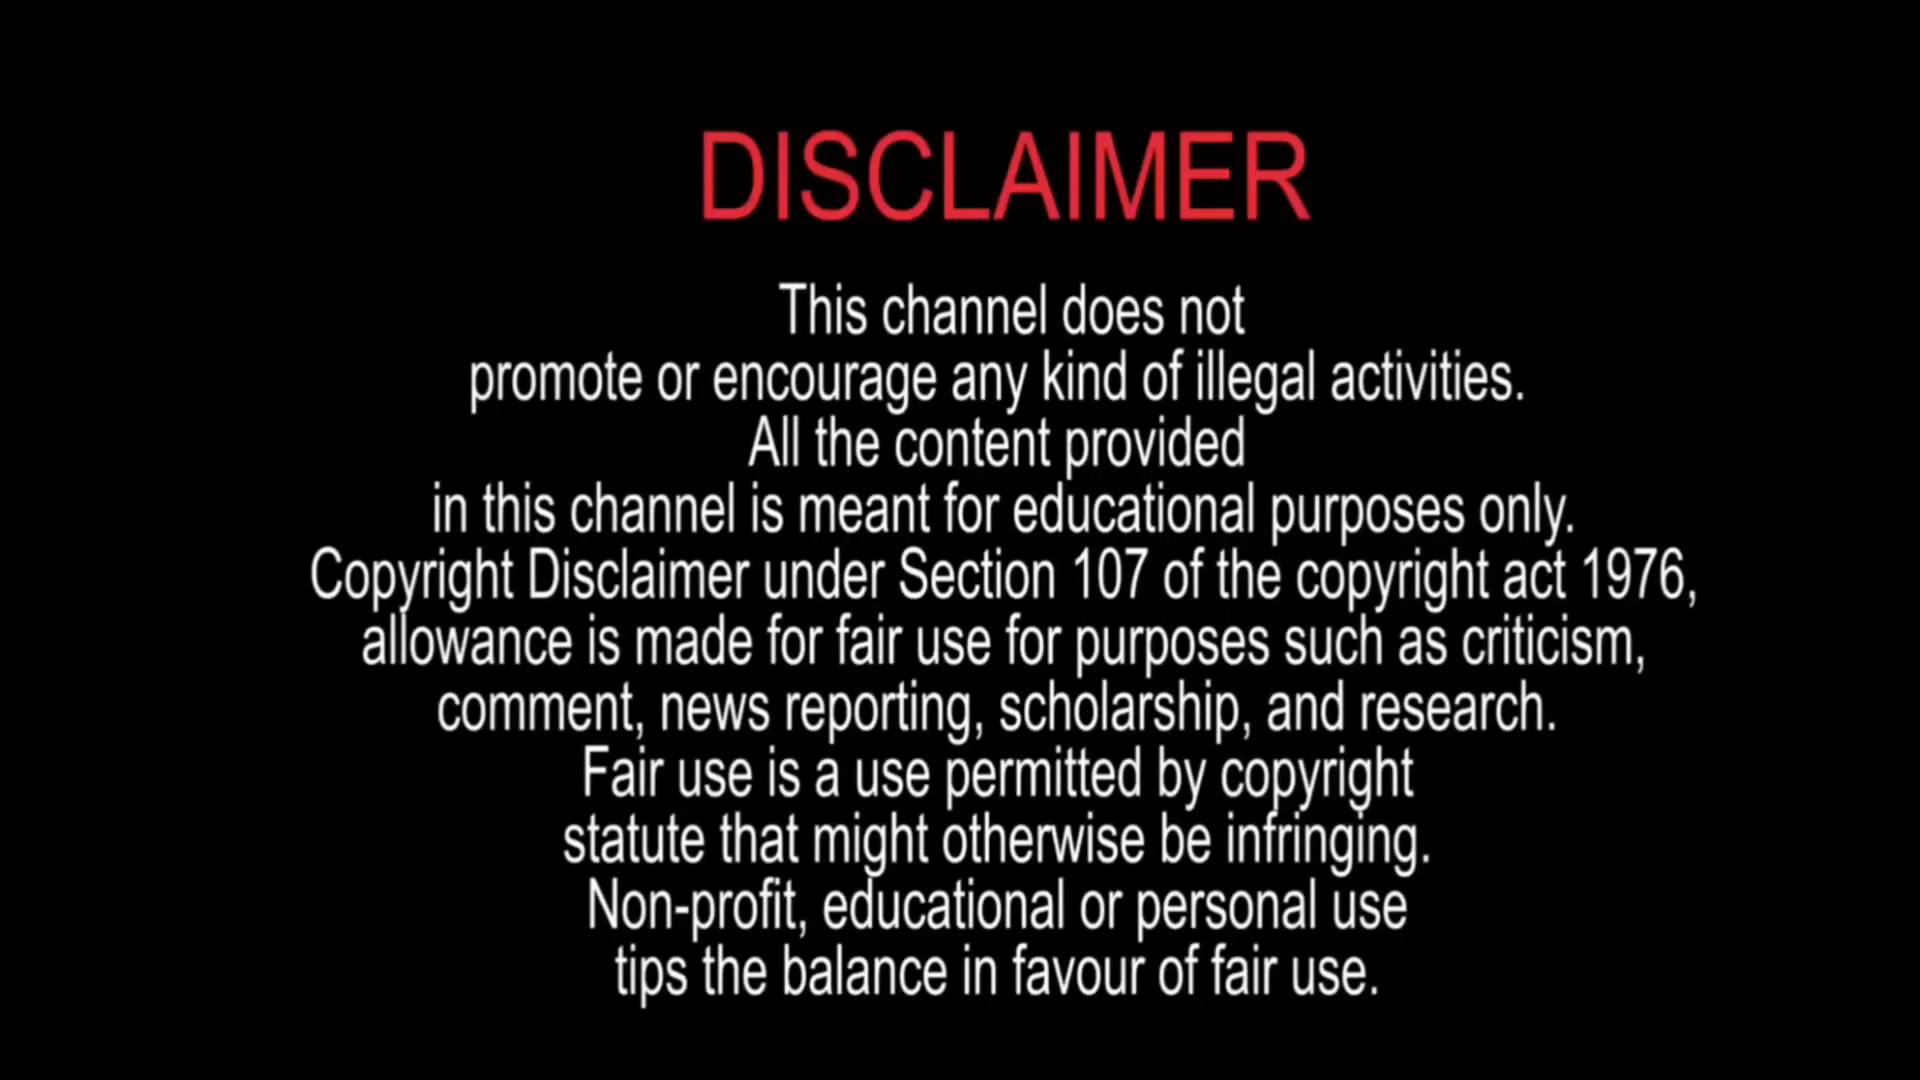 DISCLAIMER
This channel does not
promote or encourage any kind of illegal activities.
All the content provided
in this channel is meant for educational purposes only.
Copyright Disclaimer under Section 107 of the copyright act 1976,
allowance is made for fair use for purposes such as criticism,
comment, news reporting, scholarship, and research.
Fair use is a use permitted by copyright
statute that might otherwise be infringing.
Non-profit, educational or personal use
tips the balance in favour of fair use.